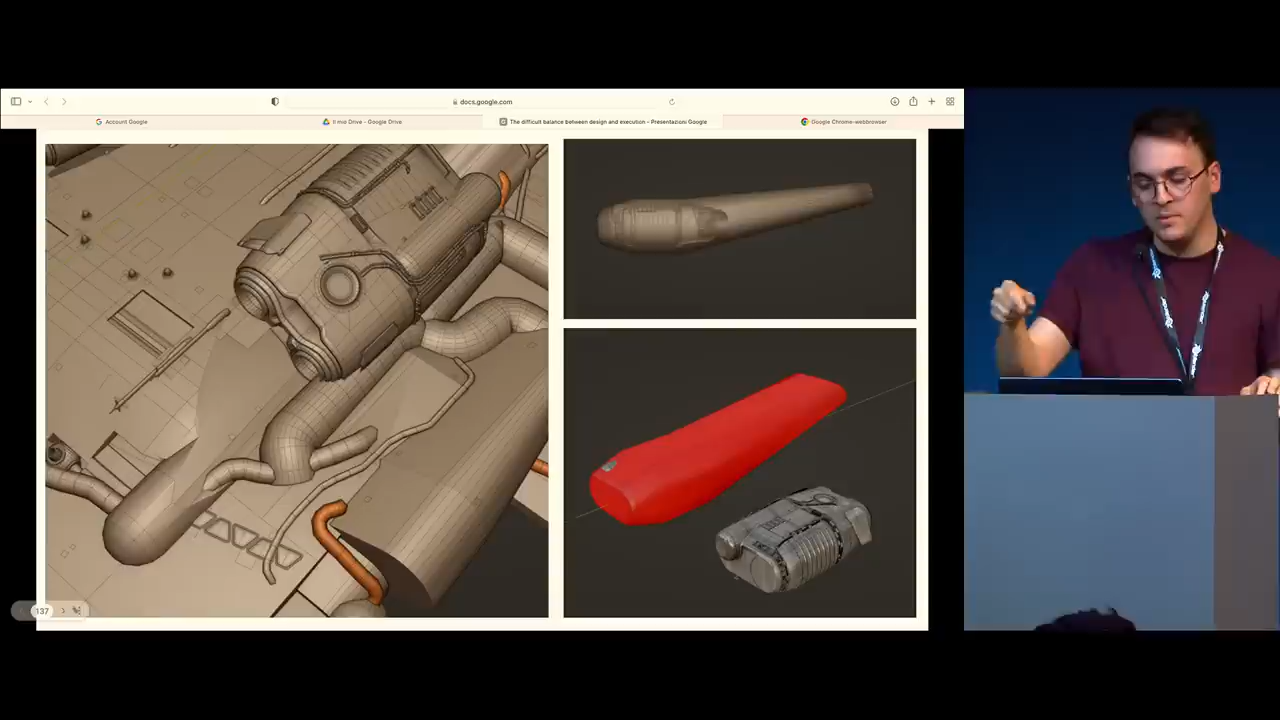 docs.google.com
Account Google
Il mio Drive - Google Drive
The difficult balance between design and execution - Presentazioni Google
Google Chrome-webbrowser
137